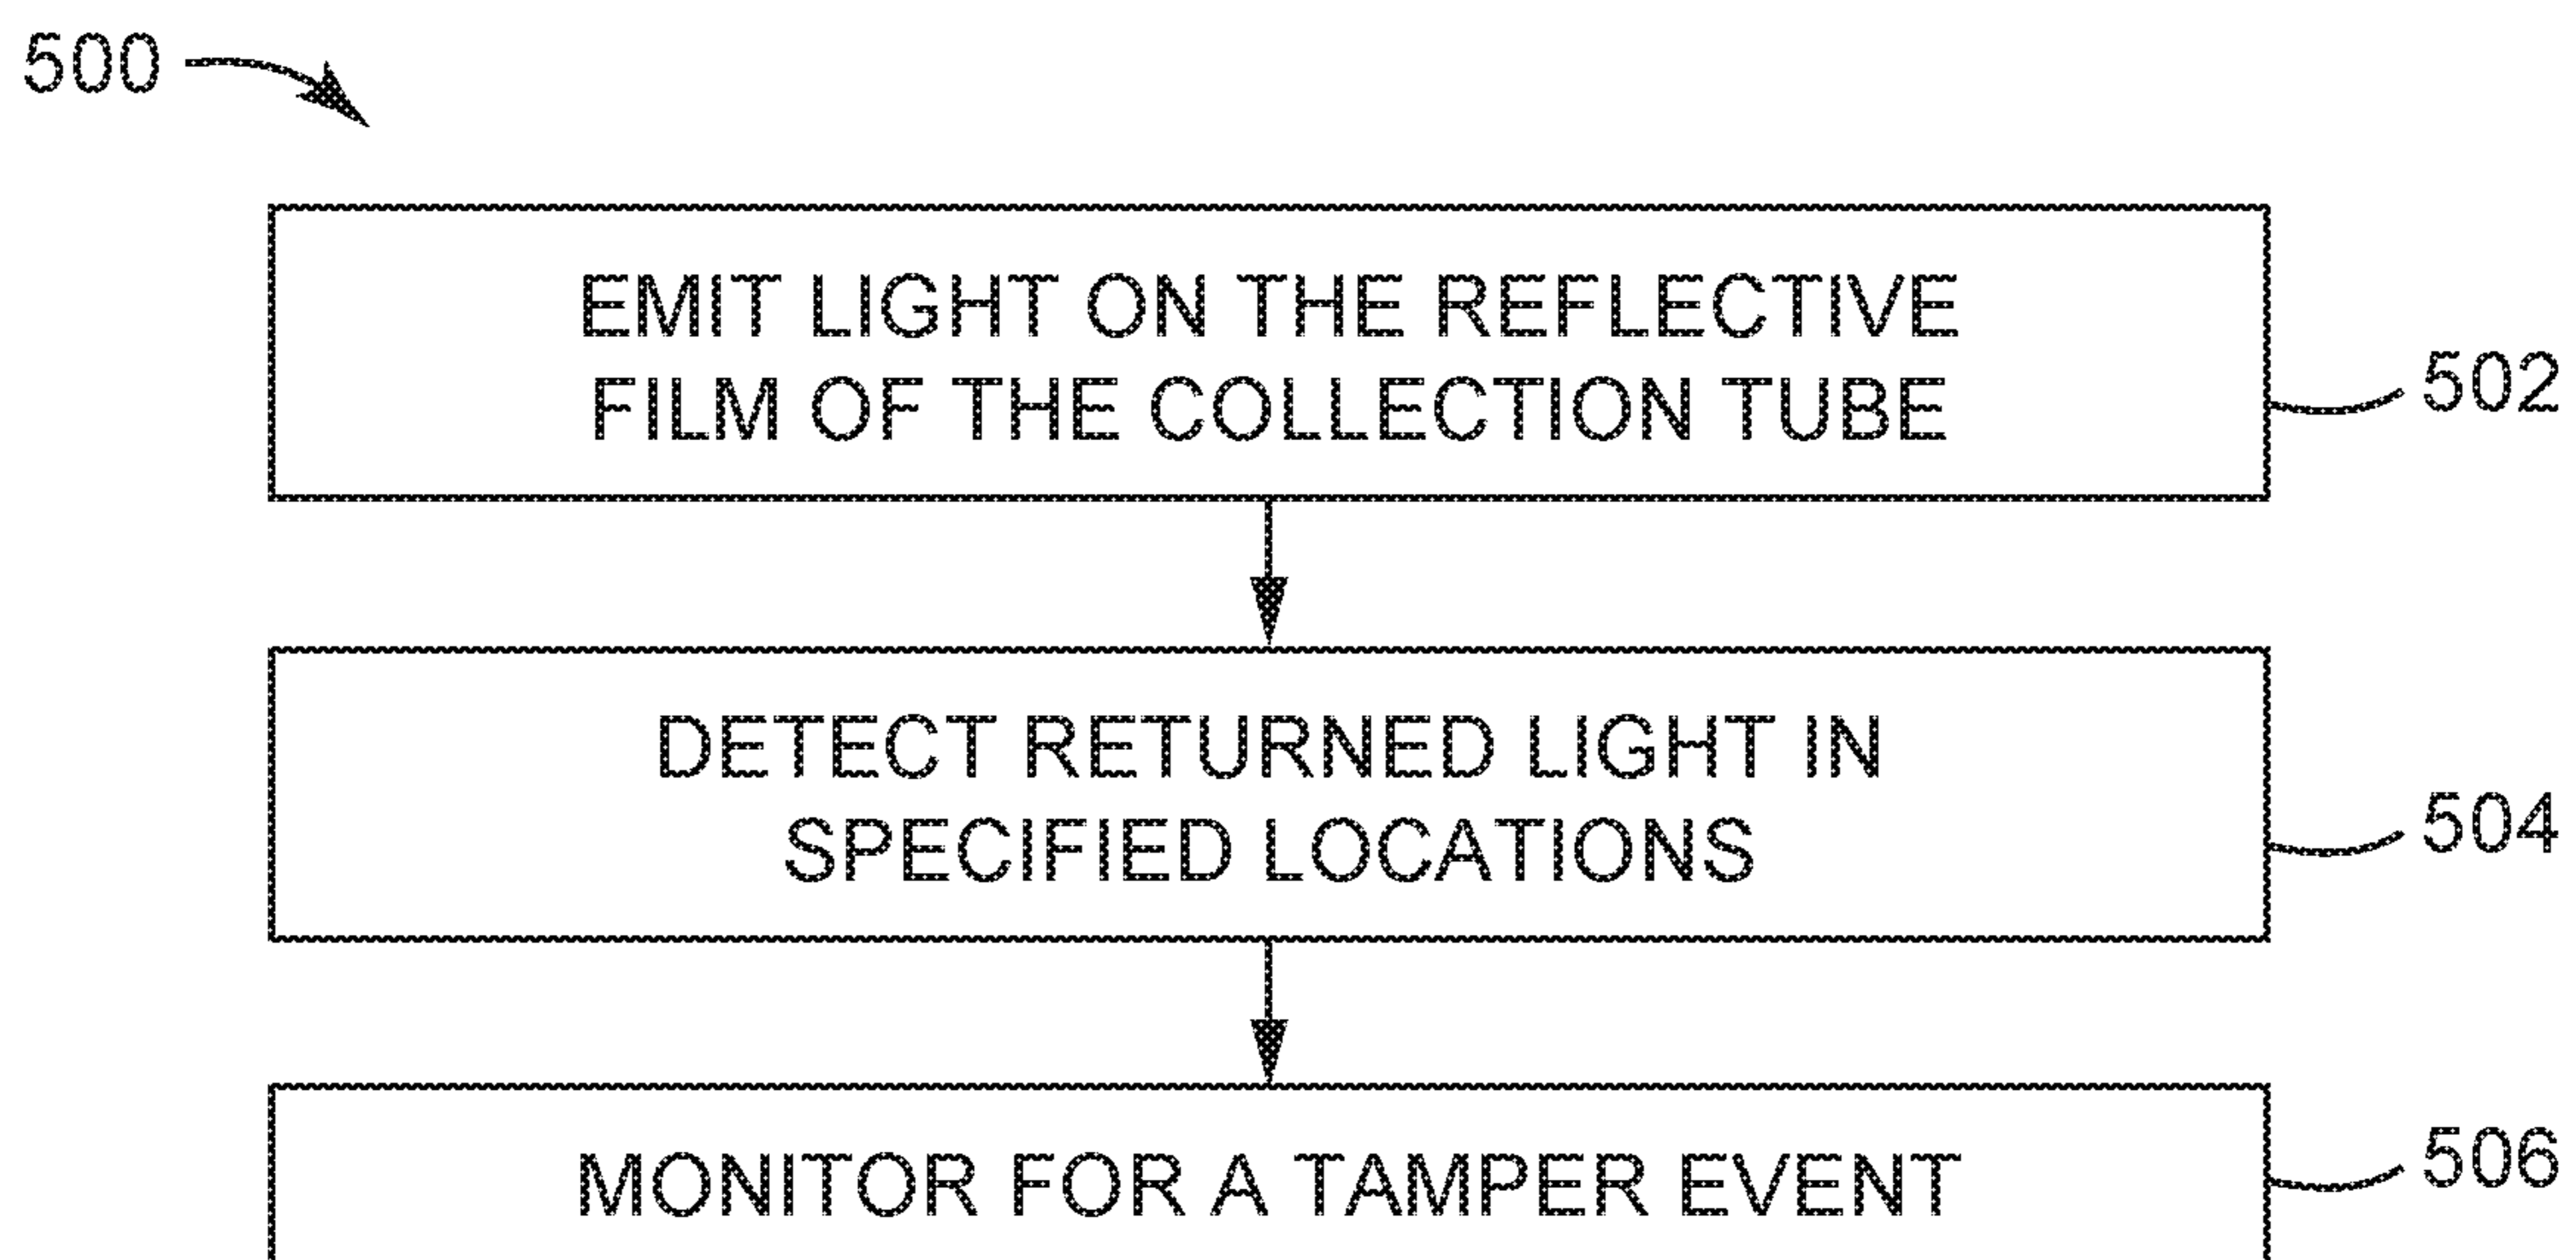 500
EMIT LIGHT ON THE REFLECTIVE
FILM OF THE COLLECTION TUBE
502
DETECT RETURNED LIGHT IN
SPECIFIED LOCATIONS
504
MONITOR FOR A TAMPER EVENT
506